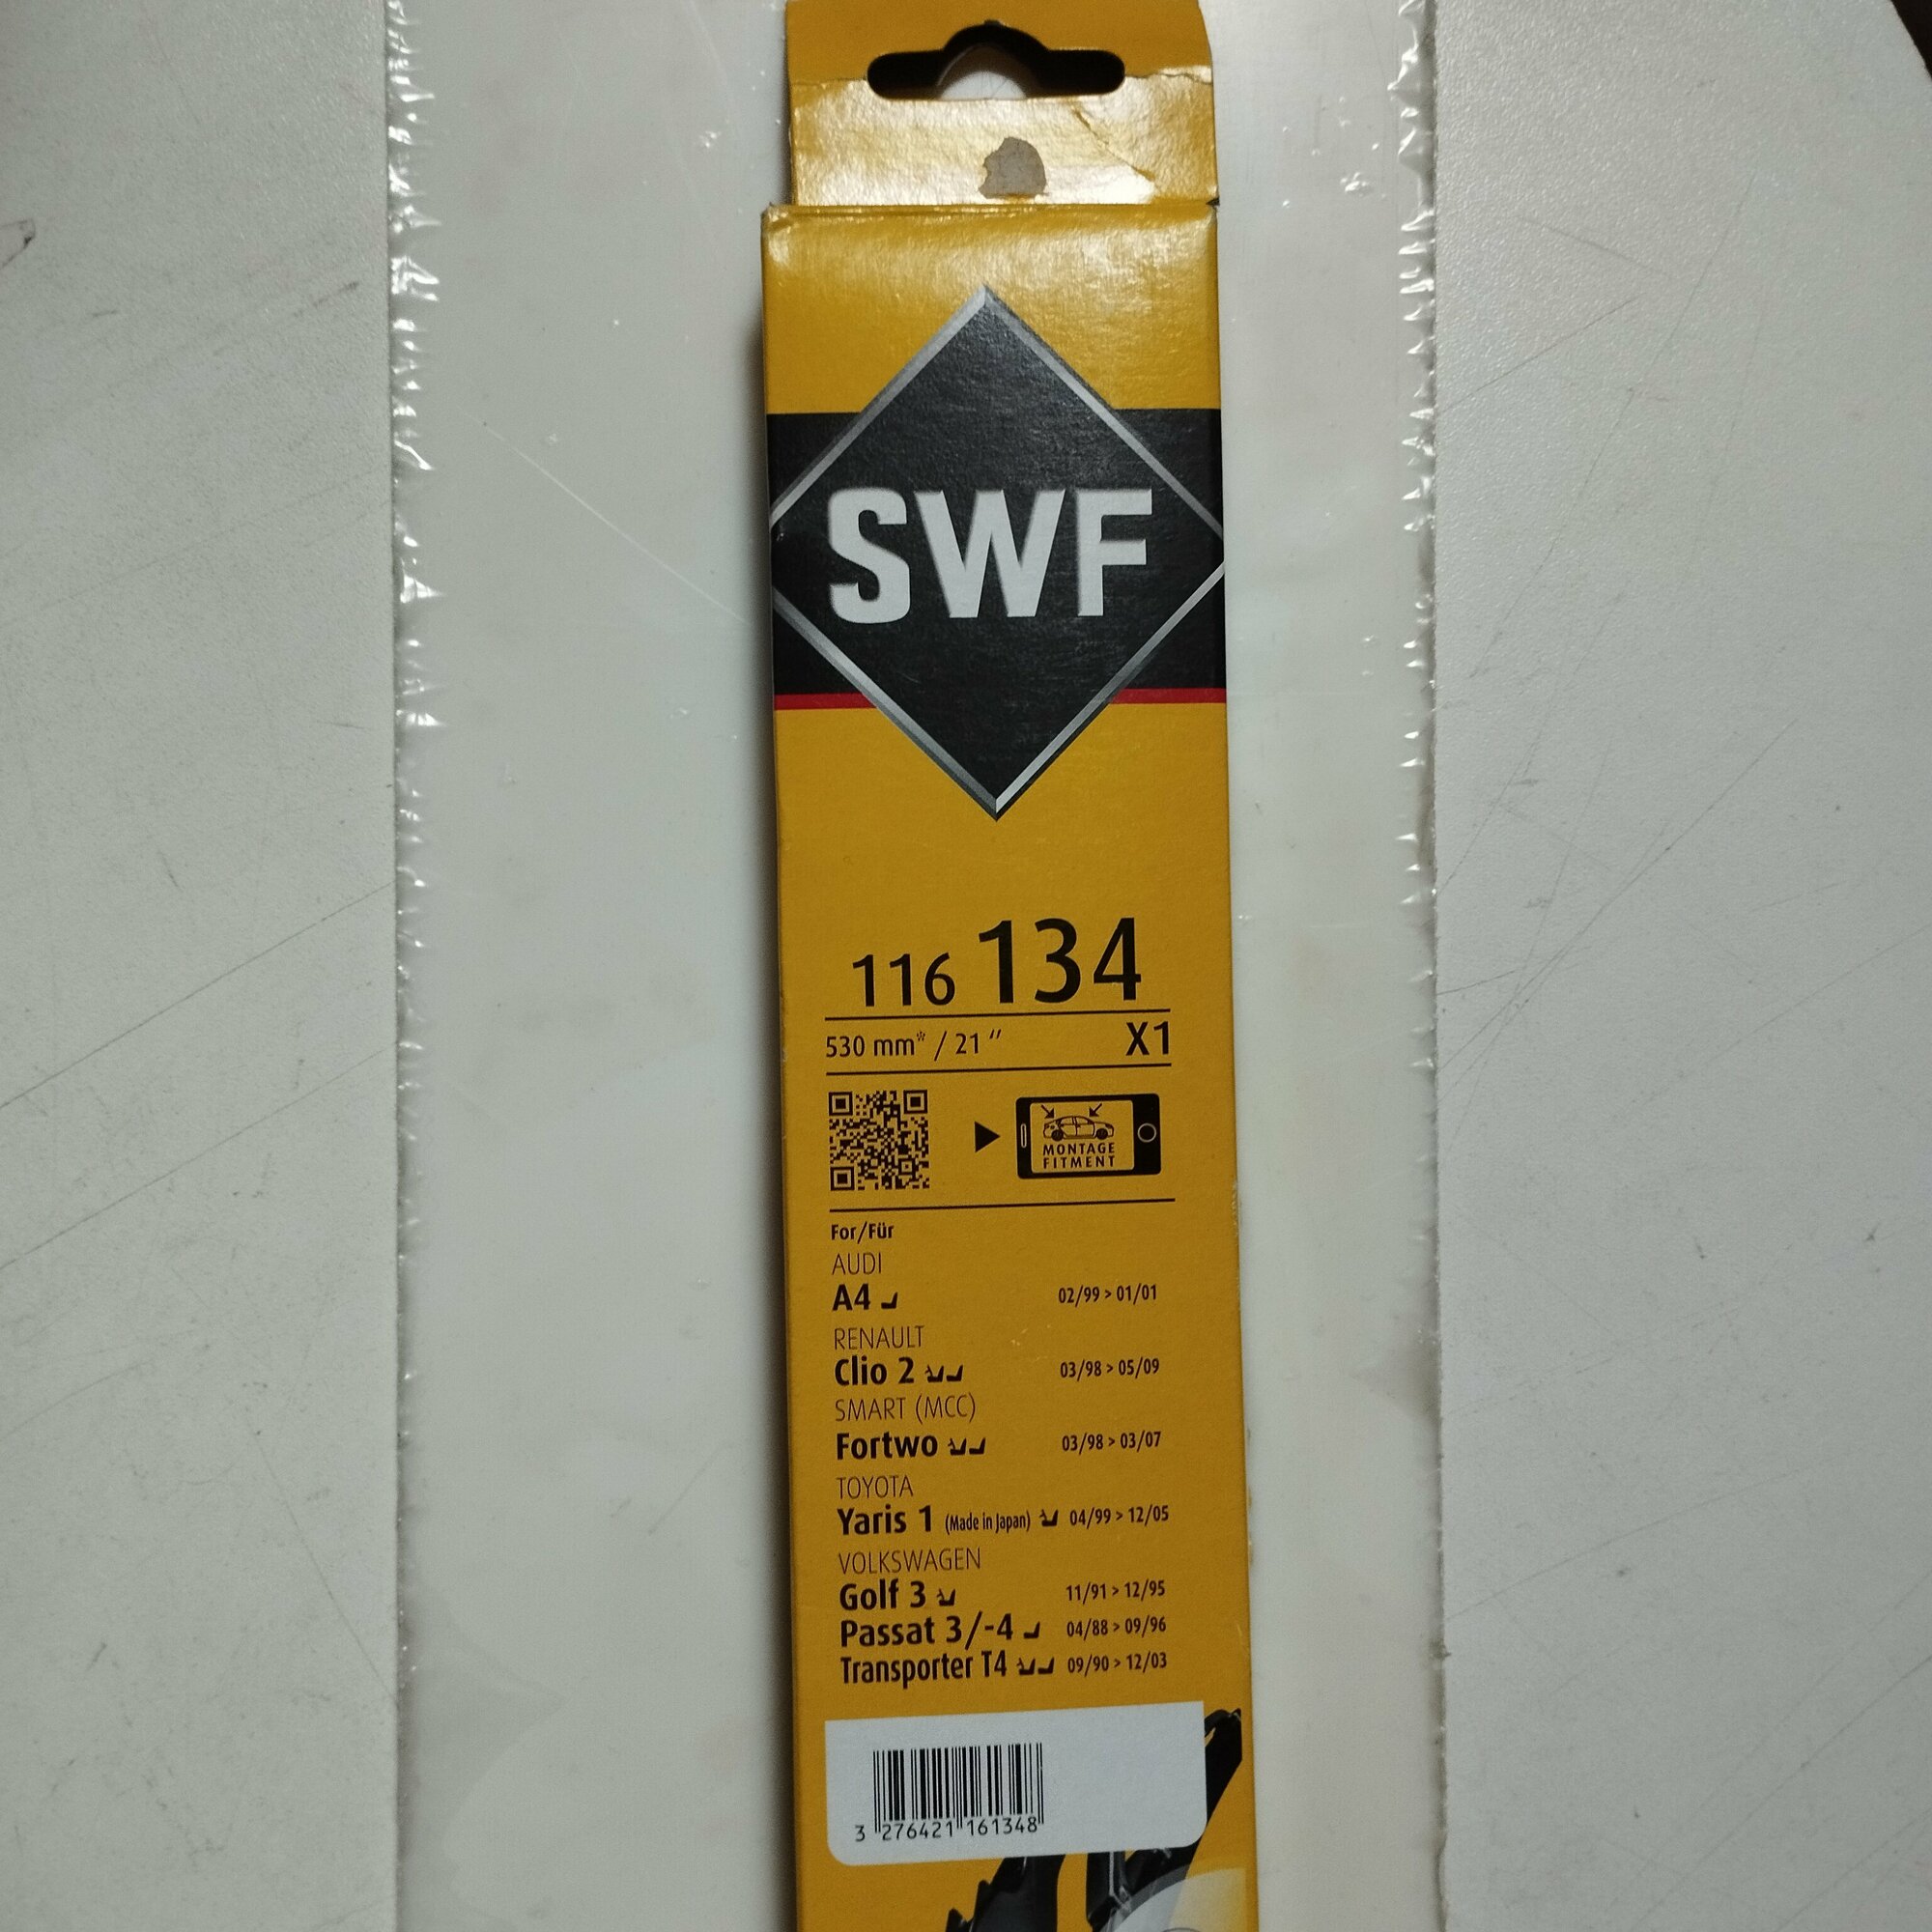 SWF
116 134
530 mm* / 21 " X1
MONTAGE
FITMENT
For/Für
AUDI
A4 02/99 > 01/01
RENAULT
Clio 2 03/98 > 05/09
SMART (MCC)
Fortwo 03/98 > 03/07
TOYOTA
Yaris 1 (Made in Japan) 04/99 > 12/05
VOLKSWAGEN
Golf 3 11/91 > 12/95
Passat 3/-4 04/88 > 09/96
Transporter T4 09/90 > 12/03
3 276421 161348